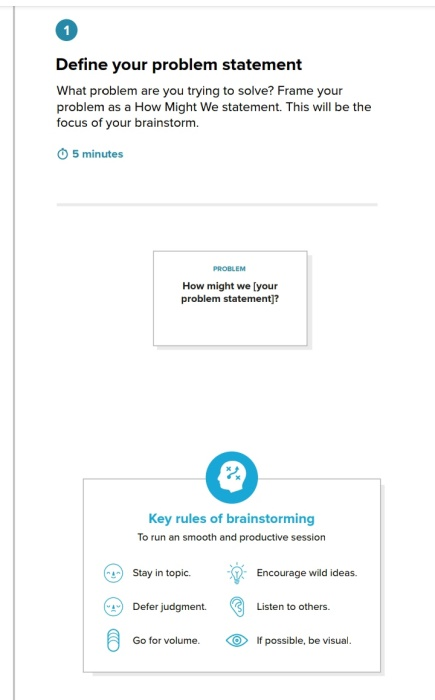 1
Define your problem statement
What problem are you trying to solve? Frame your
problem as a How Might We statement. This will be the
focus of your brainstorm.
5 minutes
PROBLEM
How might we [your
problem statement]?
Key rules of brainstorming
To run an smooth and productive session
Stay in topic.
Encourage wild ideas.
Defer judgment.
Listen to others.
Go for volume.
If possible, be visual.